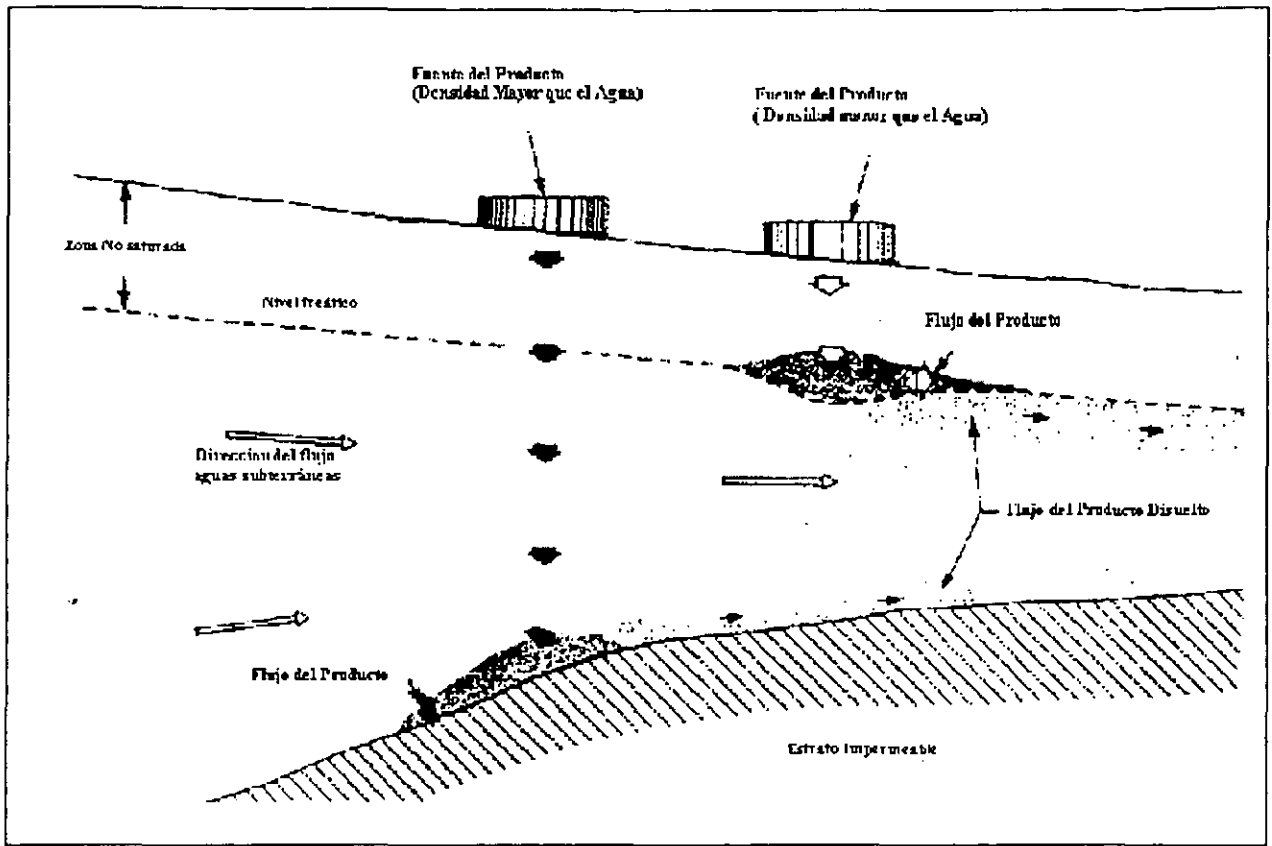 Fuente del Producto
(Densidad Mayor que el Agua)
Fuente del Producto
( Densidad menor que el Agua)
Zona No saturada
Nivel freático
Flujo del Producto
Dirección del flujo
aguas subterráneas
Flujo del Producto Disuelto
Flujo del Producto
Estrato Impermeable